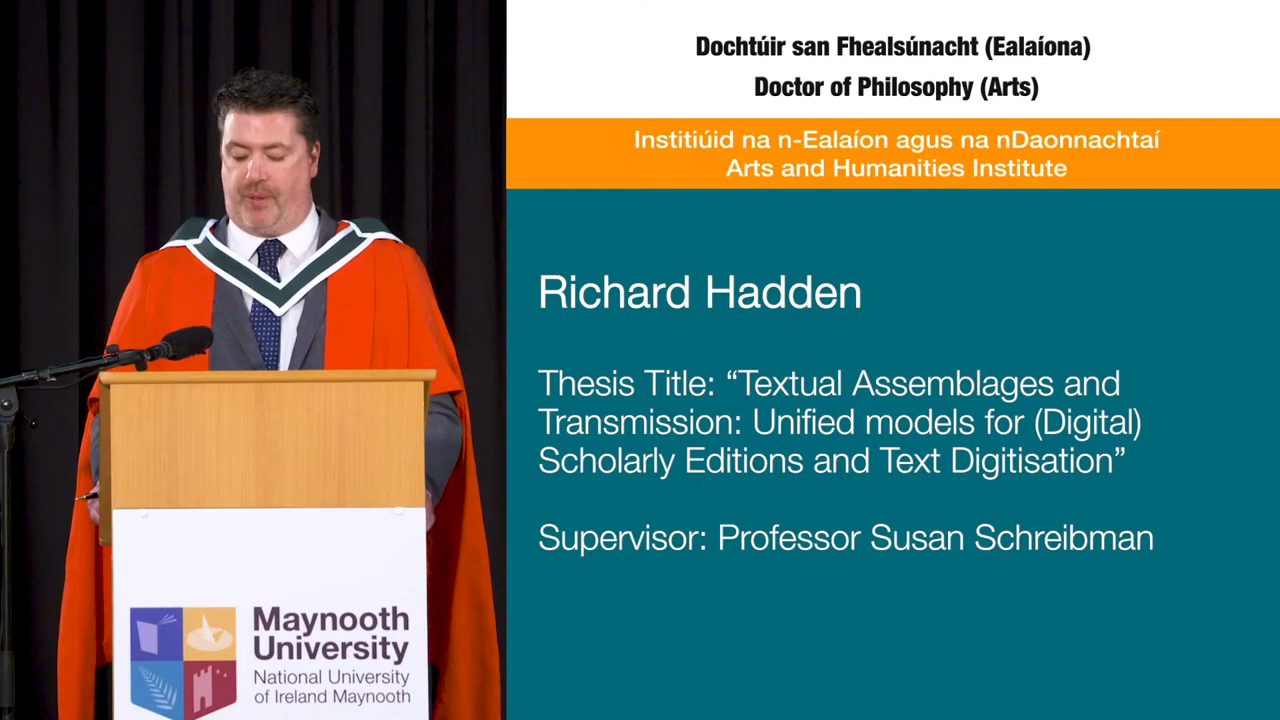 Dochtúir san Fhealsúnacht (Ealaíona)
Doctor of Philosophy (Arts)
Institiúid na n-Ealaíon agus na nDaonnachtaí
Arts and Humanities Institute
Richard Hadden
Thesis Title: “Textual Assemblages and
Transmission: Unified models for (Digital)
Scholarly Editions and Text Digitisation”
Supervisor: Professor Susan Schreibman
Maynooth
University
National University
of Ireland Maynooth